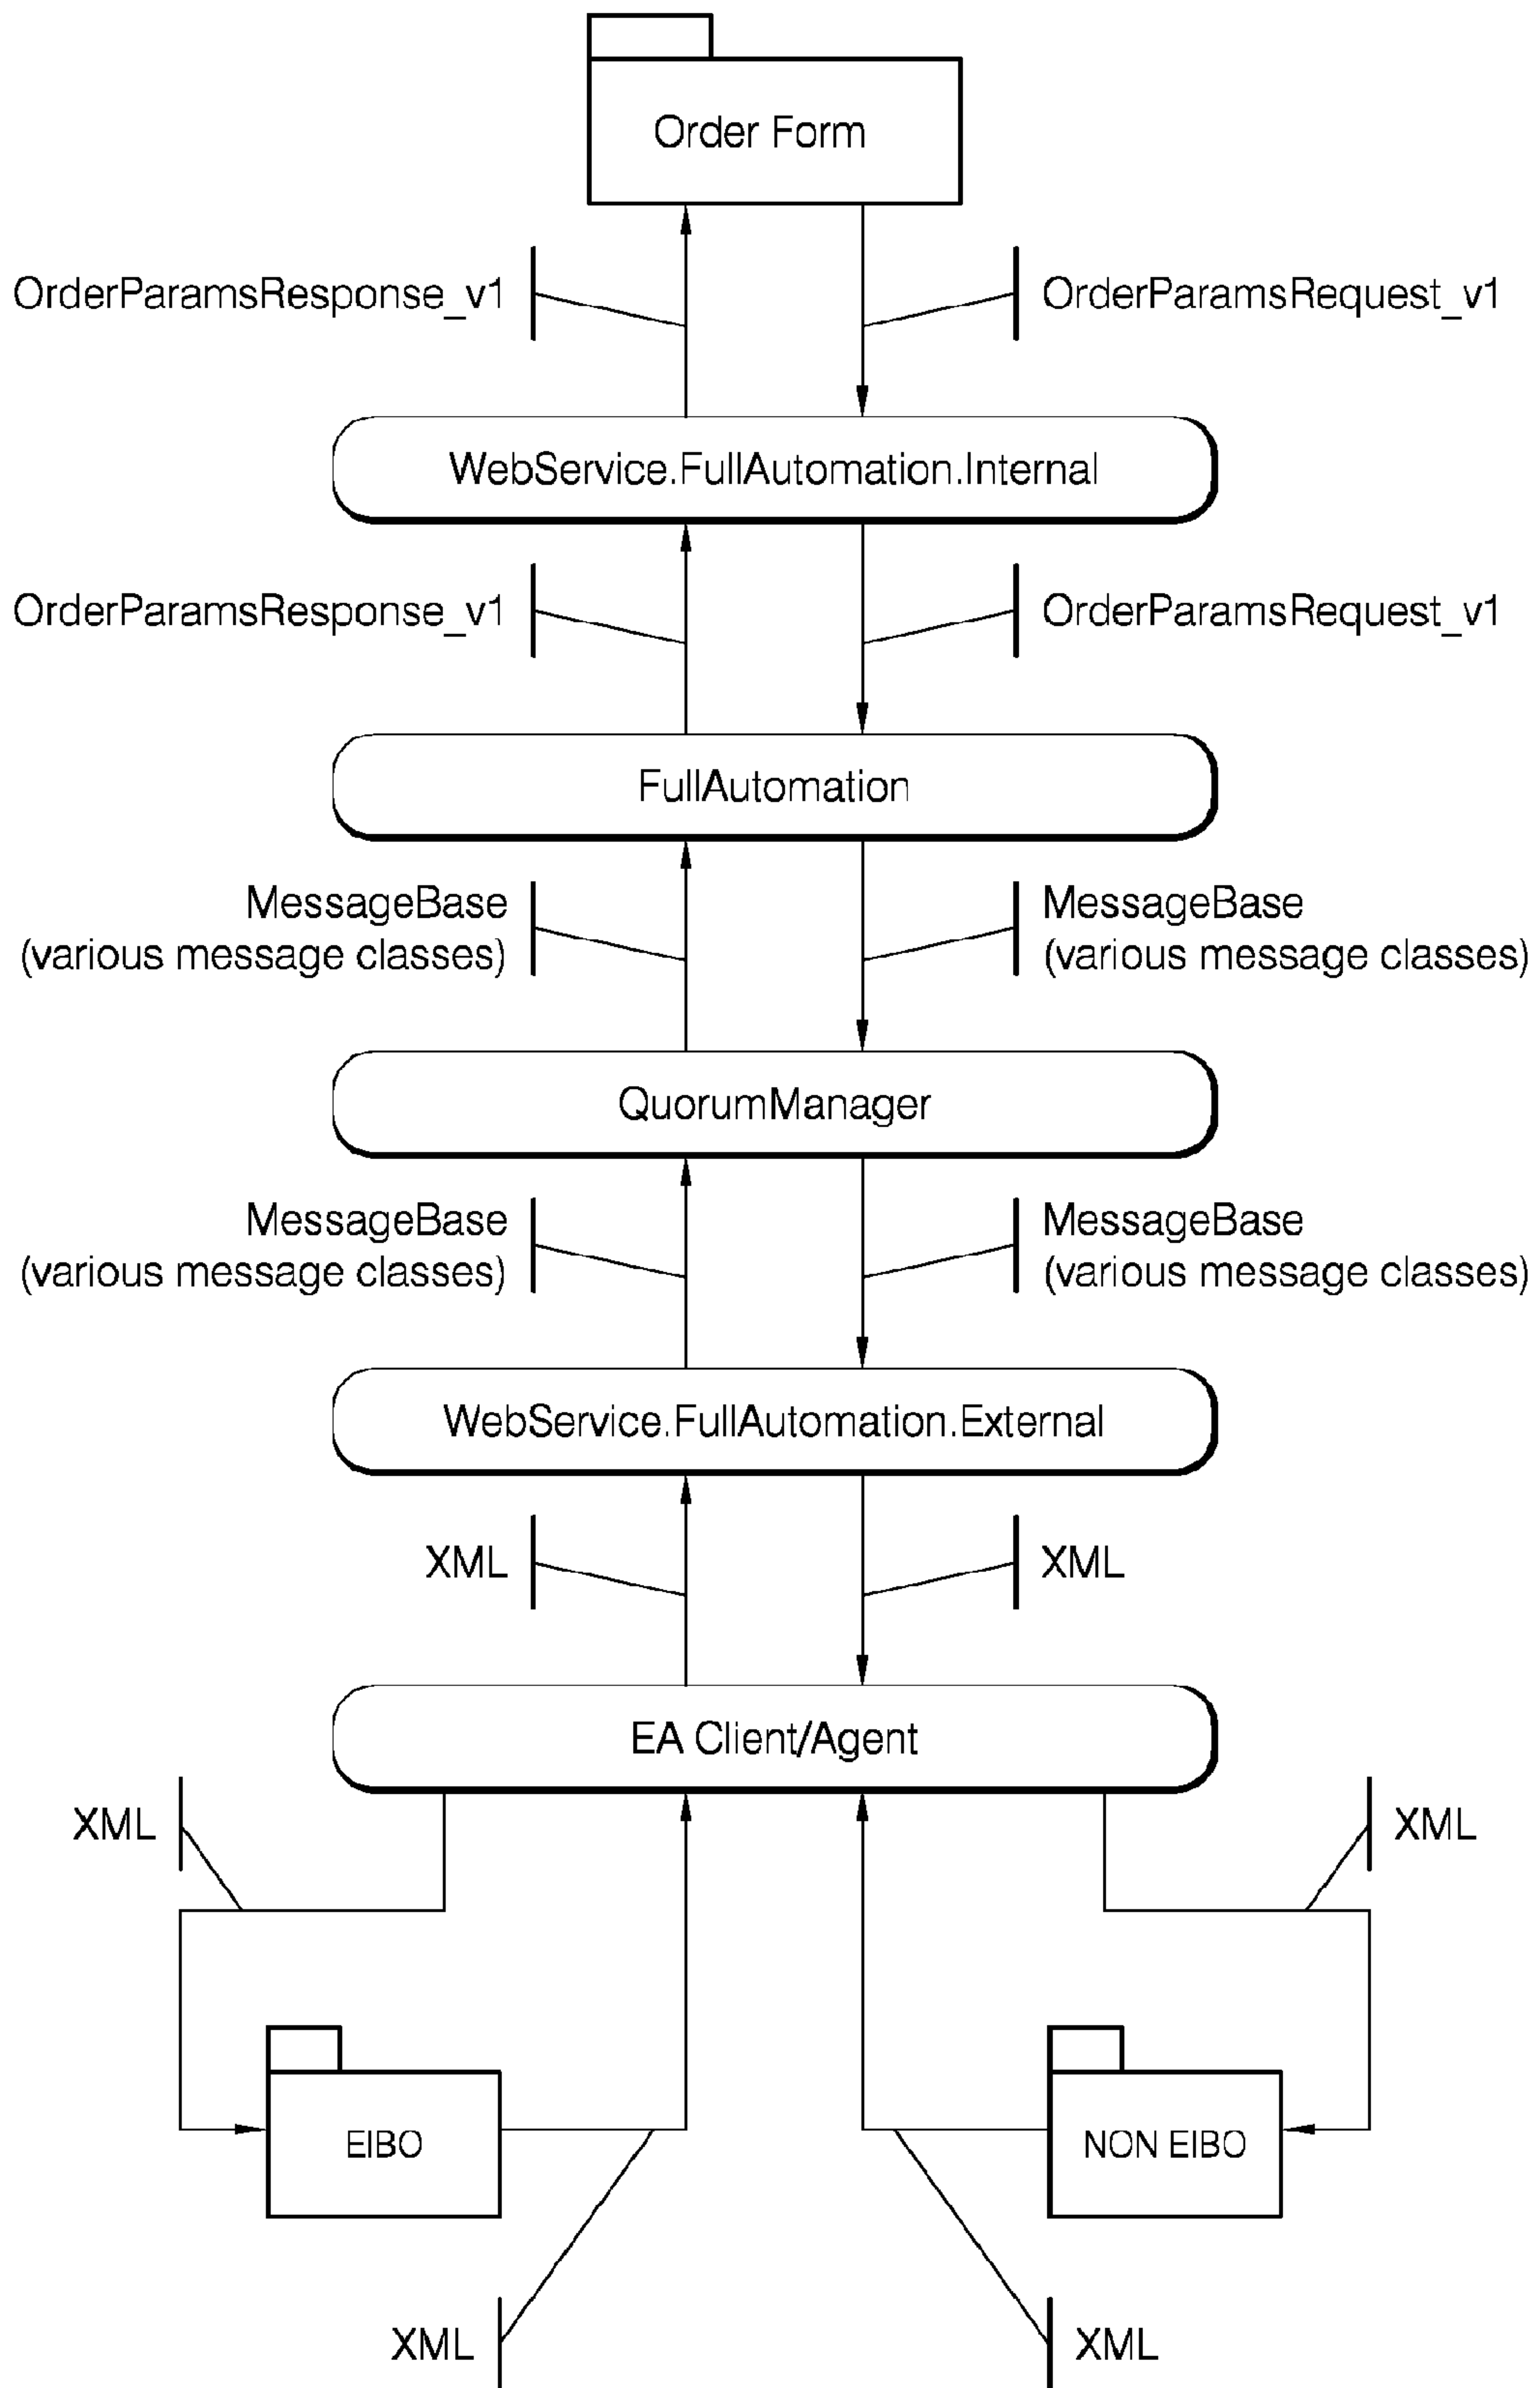 Order Form
OrderParamsResponse_v1
OrderParamsRequest_v1
WebService.FullAutomation.Internal
OrderParamsResponse_v1
OrderParamsRequest_v1
FullAutomation
MessageBase
(various message classes)
MessageBase
(various message classes)
QuorumManager
MessageBase
(various message classes)
MessageBase
(various message classes)
WebService.FullAutomation.External
XML
XML
EA Client/Agent
XML
XML
EIBO
NON EIBO
XML
XML